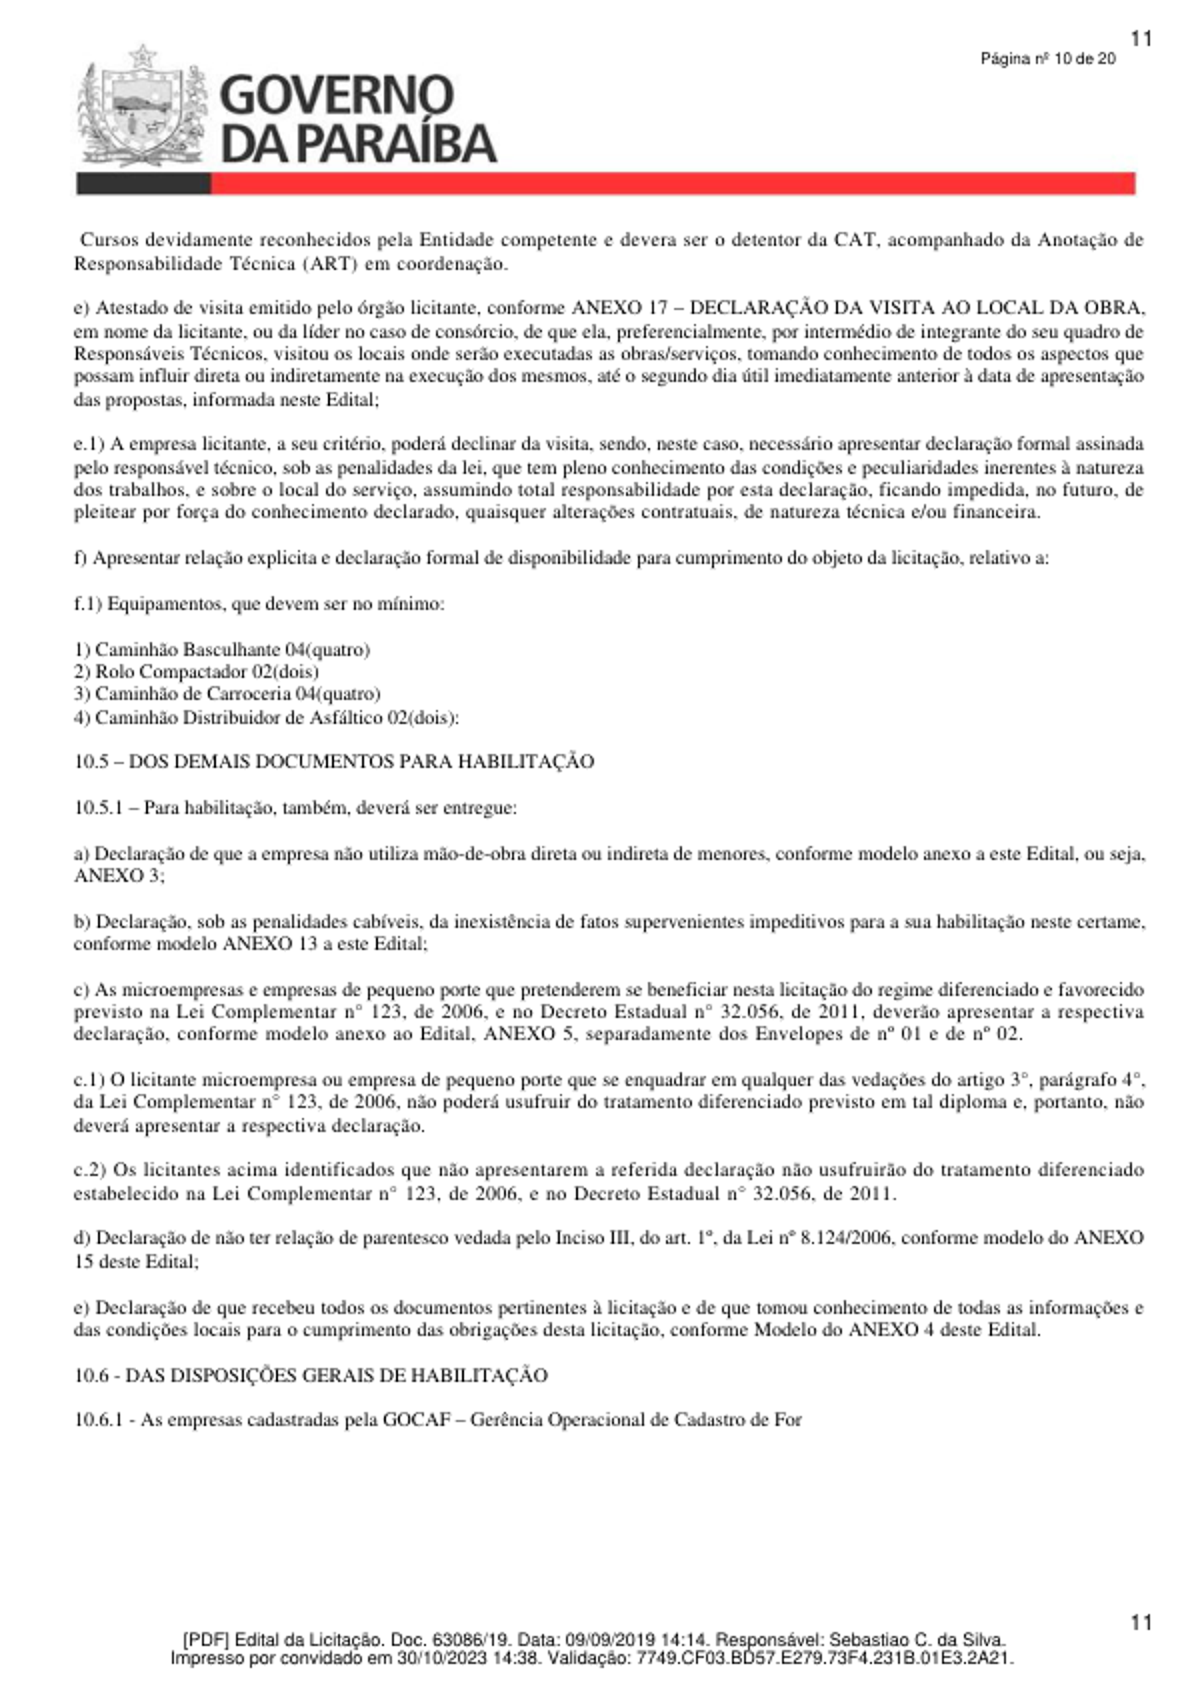 11
Página nº 10 de 20
GOVERNO
DA PARAÍBA
Cursos devidamente reconhecidos pela Entidade competente e devera ser o detentor da CAT, acompanhado da Anotação de
Responsabilidade Técnica (ART) em coordenação.
e) Atestado de visita emitido pelo órgão licitante, conforme ANEXO 17 – DECLARAÇÃO DA VISITA AO LOCAL DA OBRA,
em nome da licitante, ou da líder no caso de consórcio, de que ela, preferencialmente, por intermédio de integrante do seu quadro de
Responsáveis Técnicos, visitou os locais onde serão executadas as obras/serviços, tomando conhecimento de todos os aspectos que
possam influir direta ou indiretamente na execução dos mesmos, até o segundo dia útil imediatamente anterior à data de apresentação
das propostas, informada neste Edital;
e.1) A empresa licitante, a seu critério, poderá declinar da visita, sendo, neste caso, necessário apresentar declaração formal assinada
pelo responsável técnico, sob as penalidades da lei, que tem pleno conhecimento das condições e peculiaridades inerentes à natureza
dos trabalhos, e sobre o local do serviço, assumindo total responsabilidade por esta declaração, ficando impedida, no futuro, de
pleitear por força do conhecimento declarado, quaisquer alterações contratuais, de natureza técnica e/ou financeira.
f) Apresentar relação explicita e declaração formal de disponibilidade para cumprimento do objeto da licitação, relativo a:
f.1) Equipamentos, que devem ser no mínimo:
1) Caminhão Basculhante 04(quatro)
2) Rolo Compactador 02(dois)
3) Caminhão de Carroceria 04(quatro)
4) Caminhão Distribuidor de Asfáltico 02(dois):
10.5 – DOS DEMAIS DOCUMENTOS PARA HABILITAÇÃO
10.5.1 – Para habilitação, também, deverá ser entregue:
a) Declaração de que a empresa não utiliza mão-de-obra direta ou indireta de menores, conforme modelo anexo a este Edital, ou seja,
ANEXO 3;
b) Declaração, sob as penalidades cabíveis, da inexistência de fatos supervenientes impeditivos para a sua habilitação neste certame,
conforme modelo ANEXO 13 a este Edital;
c) As microempresas e empresas de pequeno porte que pretenderem se beneficiar nesta licitação do regime diferenciado e favorecido
previsto na Lei Complementar n° 123, de 2006, e no Decreto Estadual n° 32.056, de 2011, deverão apresentar a respectiva
declaração, conforme modelo anexo ao Edital, ANEXO 5, separadamente dos Envelopes de nº 01 e de nº 02.
c.1) O licitante microempresa ou empresa de pequeno porte que se enquadrar em qualquer das vedações do artigo 3°, parágrafo 4°,
da Lei Complementar n° 123, de 2006, não poderá usufruir do tratamento diferenciado previsto em tal diploma e, portanto, não
deverá apresentar a respectiva declaração.
c.2) Os licitantes acima identificados que não apresentarem a referida declaração não usufruirão do tratamento diferenciado
estabelecido na Lei Complementar n° 123, de 2006, e no Decreto Estadual n° 32.056, de 2011.
d) Declaração de não ter relação de parentesco vedada pelo Inciso III, do art. 1º, da Lei nº 8.124/2006, conforme modelo do ANEXO
15 deste Edital;
e) Declaração de que recebeu todos os documentos pertinentes à licitação e de que tomou conhecimento de todas as informações e
das condições locais para o cumprimento das obrigações desta licitação, conforme Modelo do ANEXO 4 deste Edital.
10.6 - DAS DISPOSIÇÕES GERAIS DE HABILITAÇÃO
10.6.1 - As empresas cadastradas pela GOCAF – Gerência Operacional de Cadastro de For
11
[PDF] Edital da Licitação. Doc. 63086/19. Data: 09/09/2019 14:14. Responsável: Sebastiao C. da Silva.
Impresso por convidado em 30/10/2023 14:38. Validação: 7749.CF03.BD57.E279.73F4.231B.01E3.2A21.